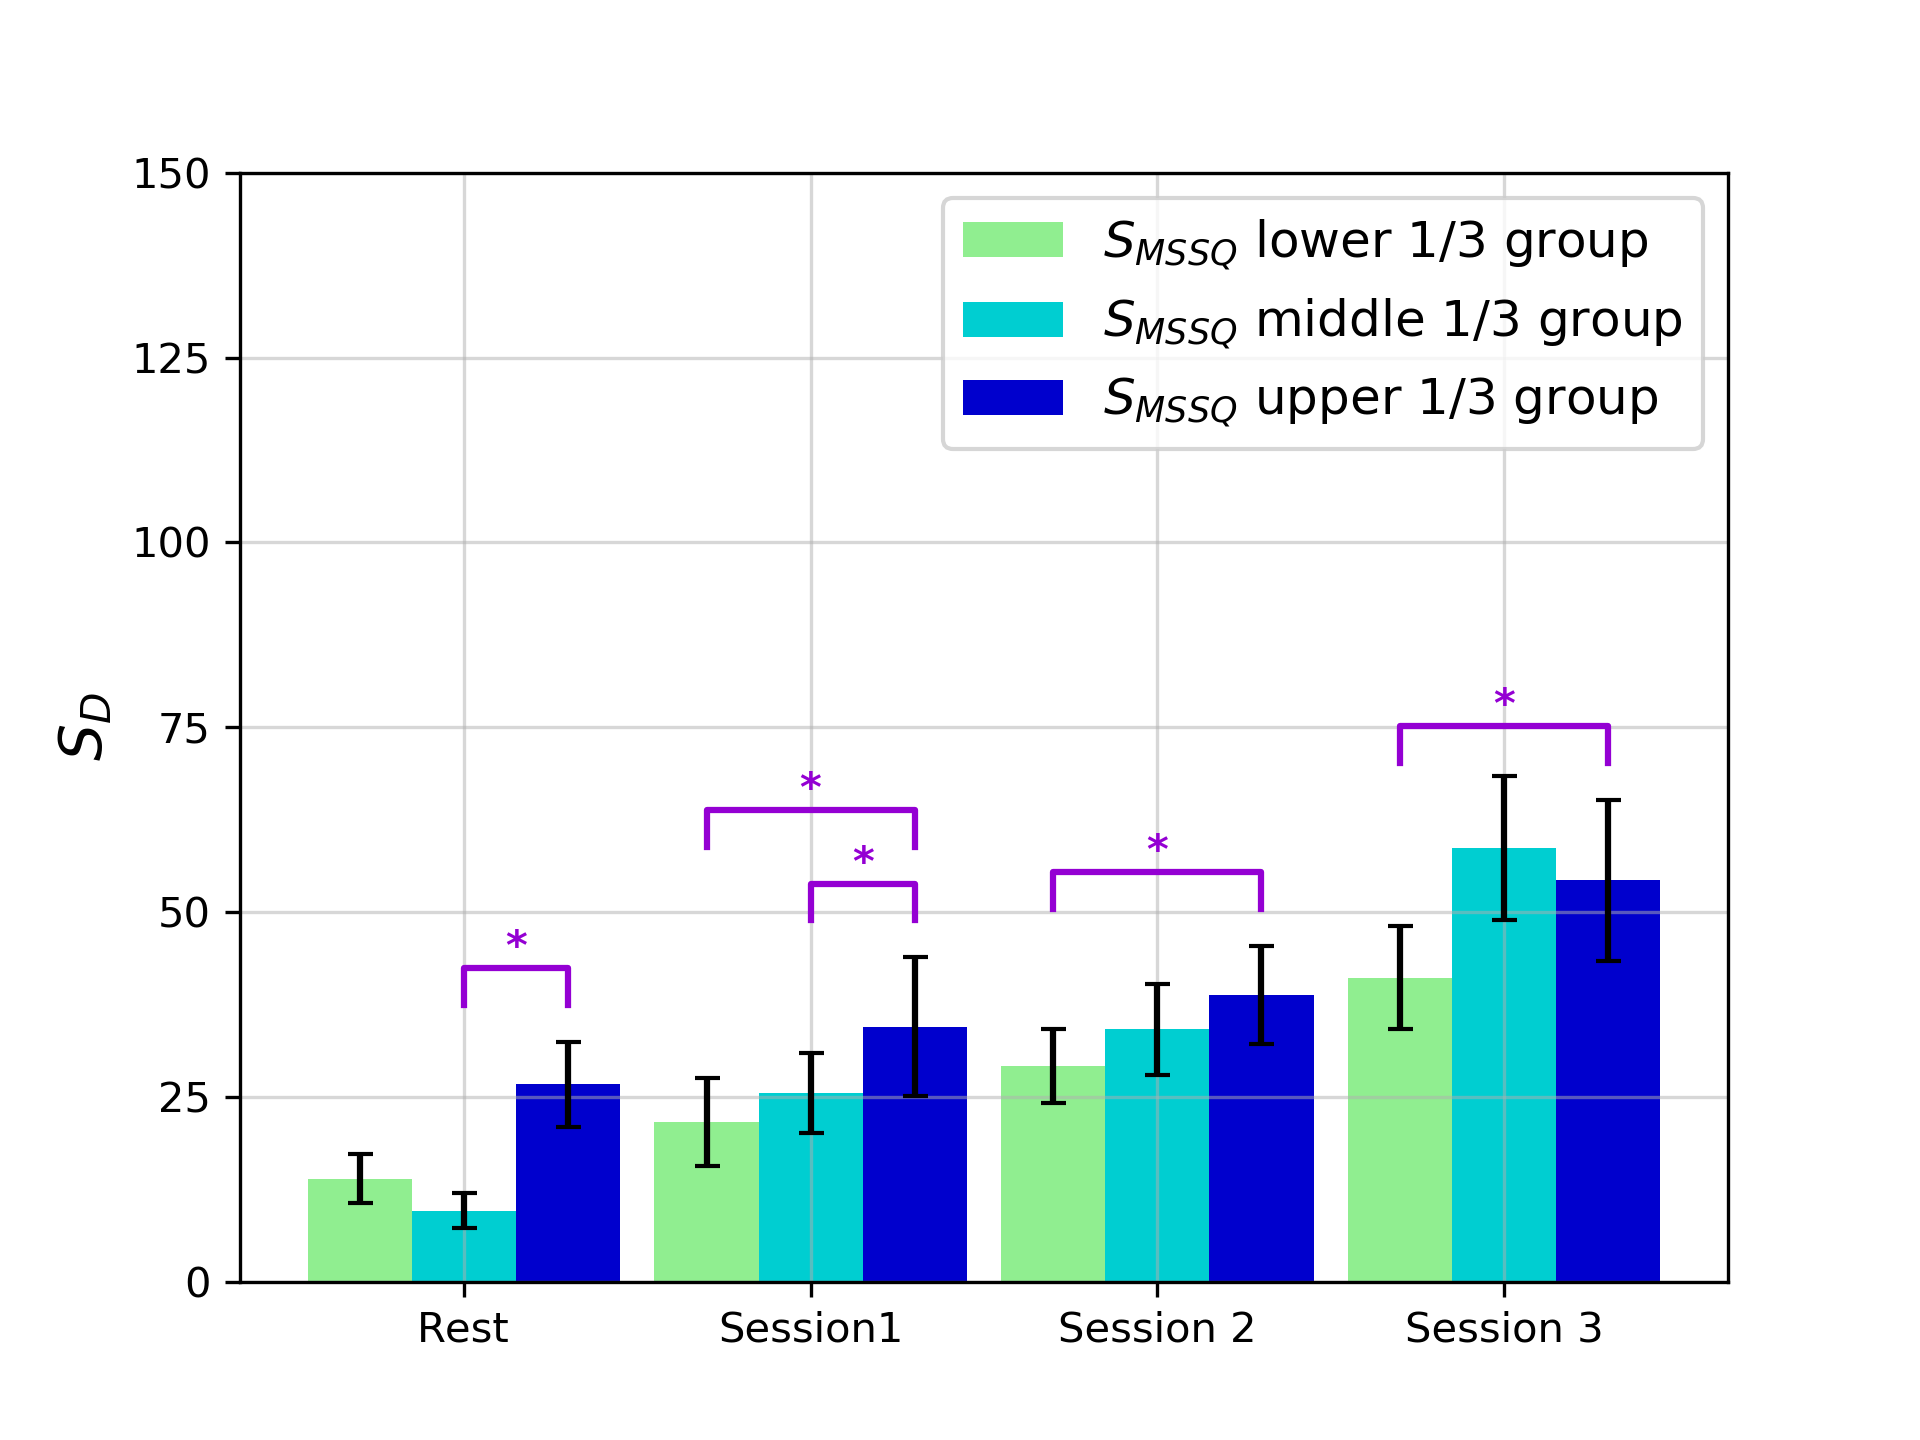 150
125
100
75
50
25
0
S_D
S_MSSQ lower 1/3 group
S_MSSQ middle 1/3 group
S_MSSQ upper 1/3 group
*
*
*
*
*
Rest Session1 Session 2 Session 3